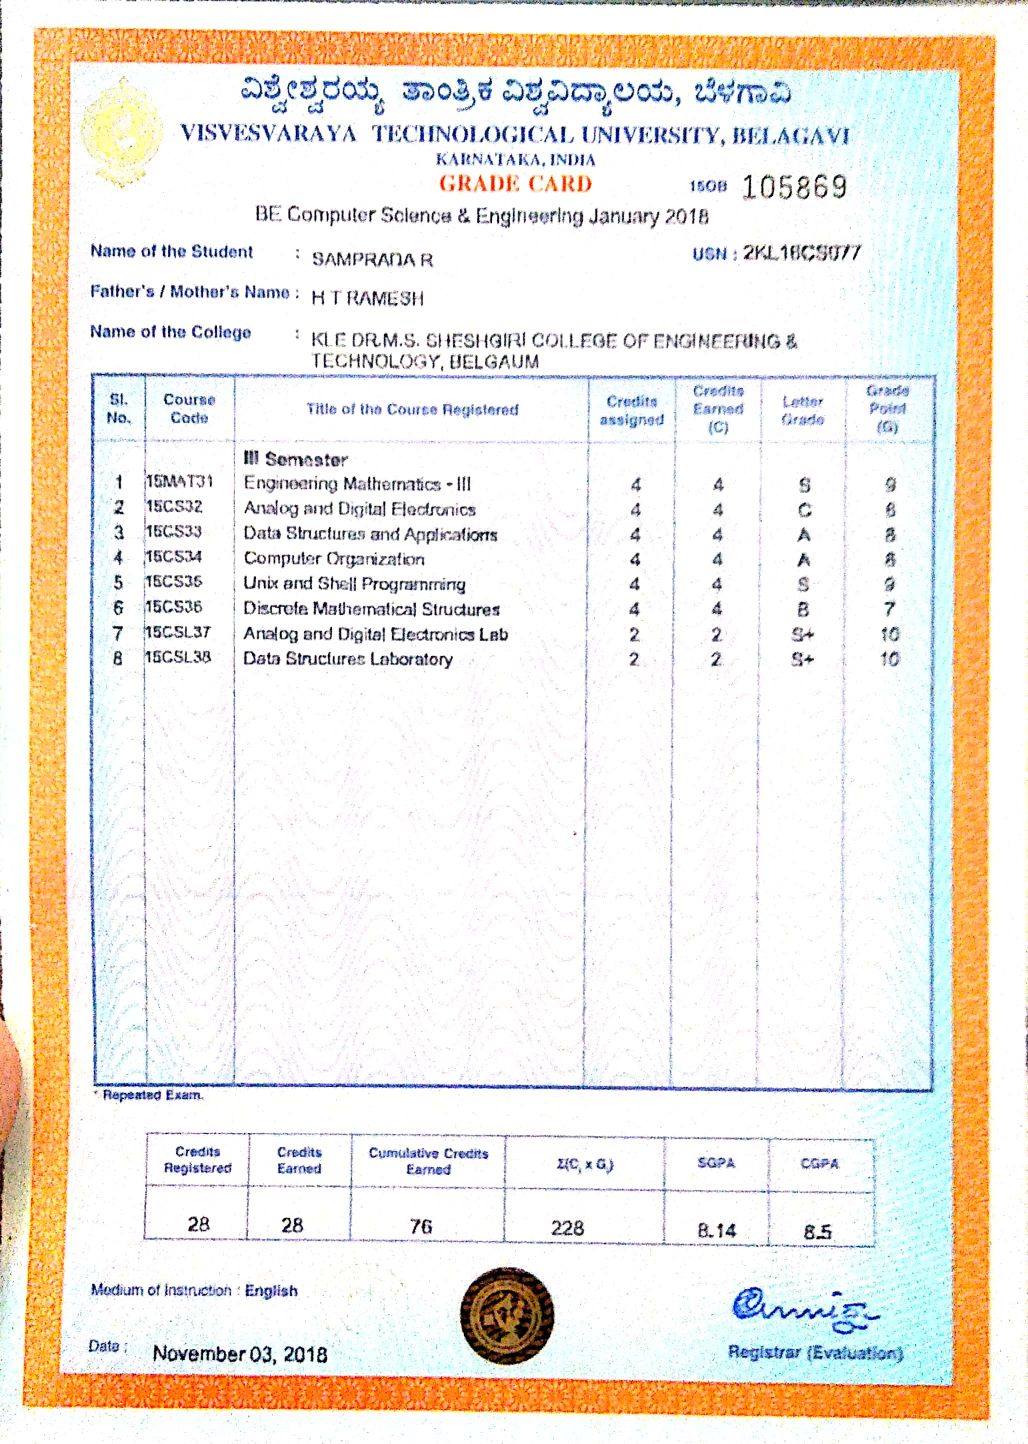 ವಿಶ್ವೇಶ್ವರಯ್ಯ ತಾಂತ್ರಿಕ ವಿಶ್ವವಿದ್ಯಾಲಯ, ಬೆಳಗಾವಿ
VISVESVARAYA TECHNOLOGICAL UNIVERSITY, BELAGAVI
KARNATAKA, INDIA
GRADE CARD 15OB 105869
BE Computer Science & Engineering January 2018
Name of the Student : SAMPRADA R USN : 2KL16CS077
Father's / Mother's Name : H T RAMESH
Name of the College : KLE DR.M.S. SHESHGIRI COLLEGE OF ENGINEERING &
TECHNOLOGY, BELGAUM
Sl. No. Course Code Title of the Course Registered Credits assigned Credits Earned (C) Letter Grade Grade Point (G)
III Semester
1 15MAT31 Engineering Mathematics - III 4 4 S 9
2 15CS32 Analog and Digital Electronics 4 4 C
3 15CS33 Data Structures and Applications 4 4 A 8
4 15CS34 Computer Organization 4 4 A 8
5 15CS35 Unix and Shell Programming 4 4 S 9
6 15CS36 Discrete Mathematical Structures 4 4 B 7
7 15CSL37 Analog and Digital Electronics Lab 2 2 S+ 10
8 15CSL38 Data Structures Laboratory 2 2 S+ 10
* Repeated Exam.
Credits Registered Credits Earned Cumulative Credits Earned Σ(Cᵢ x Gᵢ) SGPA CGPA
28 28 76 228 8.14 8.5
Medium of Instruction : English
Date : November 03, 2018
Registrar (Evaluation)